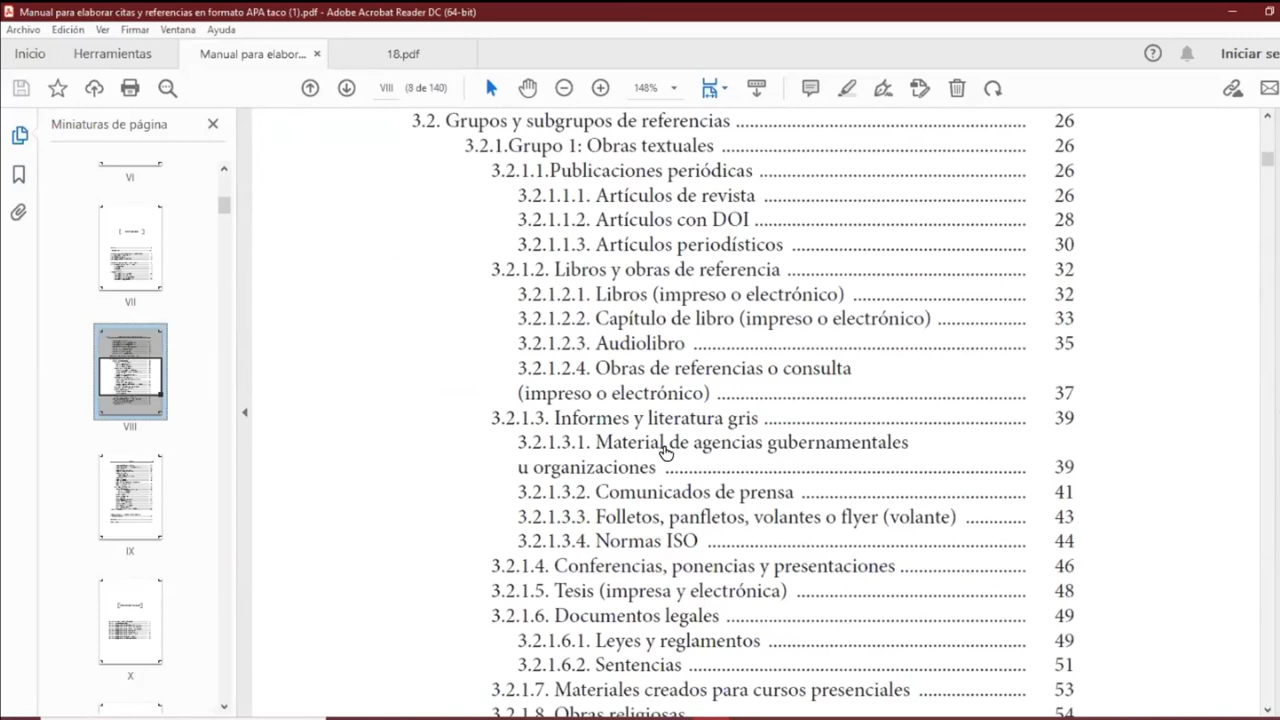 Manual para elaborar citas y referencias en formato APA taco (1).pdf - Adobe Acrobat Reader DC (64-bit)
Archivo Edición Ver Firmar Ventana Ayuda
Inicio Herramientas Manual para elabor... × 18.pdf Iniciar se
VIII (8 de 140) 148%
Miniaturas de página
VI
VII
VIII
IX
X
3.2. Grupos y subgrupos de referencias 26
3.2.1.Grupo 1: Obras textuales 26
3.2.1.1.Publicaciones periódicas 26
3.2.1.1.1. Artículos de revista 26
3.2.1.1.2. Artículos con DOI 28
3.2.1.1.3. Artículos periodísticos 30
3.2.1.2. Libros y obras de referencia 32
3.2.1.2.1. Libros (impreso o electrónico) 32
3.2.1.2.2. Capítulo de libro (impreso o electrónico) 33
3.2.1.2.3. Audiolibro 35
3.2.1.2.4. Obras de referencias o consulta
(impreso o electrónico) 37
3.2.1.3. Informes y literatura gris 39
3.2.1.3.1. Material de agencias gubernamentales
u organizaciones 39
3.2.1.3.2. Comunicados de prensa 41
3.2.1.3.3. Folletos, panfletos, volantes o flyer (volante) 43
3.2.1.3.4. Normas ISO 44
3.2.1.4. Conferencias, ponencias y presentaciones 46
3.2.1.5. Tesis (impresa y electrónica) 48
3.2.1.6. Documentos legales 49
3.2.1.6.1. Leyes y reglamentos 49
3.2.1.6.2. Sentencias 51
3.2.1.7. Materiales creados para cursos presenciales 53
3.2.1.8. Obras religiosas 54